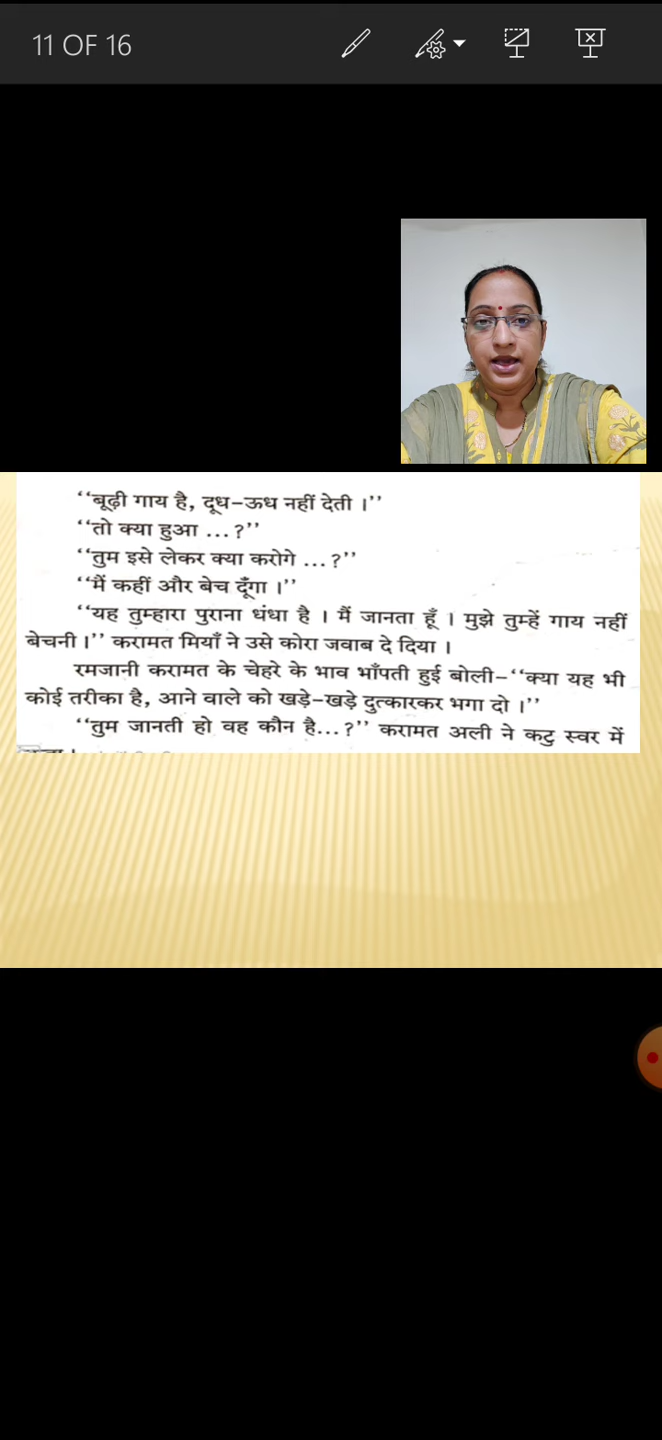 11 OF 16
‘‘बूढ़ी गाय है, दूध-ऊध नहीं देती ।’’
‘‘तो क्या हुआ ...?’’
‘‘तुम इसे लेकर क्या करोगे ...?’’
‘‘मैं कहीं और बेच दूँगा ।’’
‘‘यह तुम्हारा पुराना धंधा है । मैं जानता हूँ । मुझे तुम्हें गाय नहीं
बेचनी ।’’ करामत मियाँ ने उसे कोरा जवाब दे दिया ।
रमजानी करामत के चेहरे के भाव भाँपती हुई बोली-‘‘क्या यह भी
कोई तरीका है, आने वाले को खड़े-खड़े दुत्कारकर भगा दो ।’’
‘‘तुम जानती हो वह कौन है...?’’ करामत अली ने कटु स्वर में